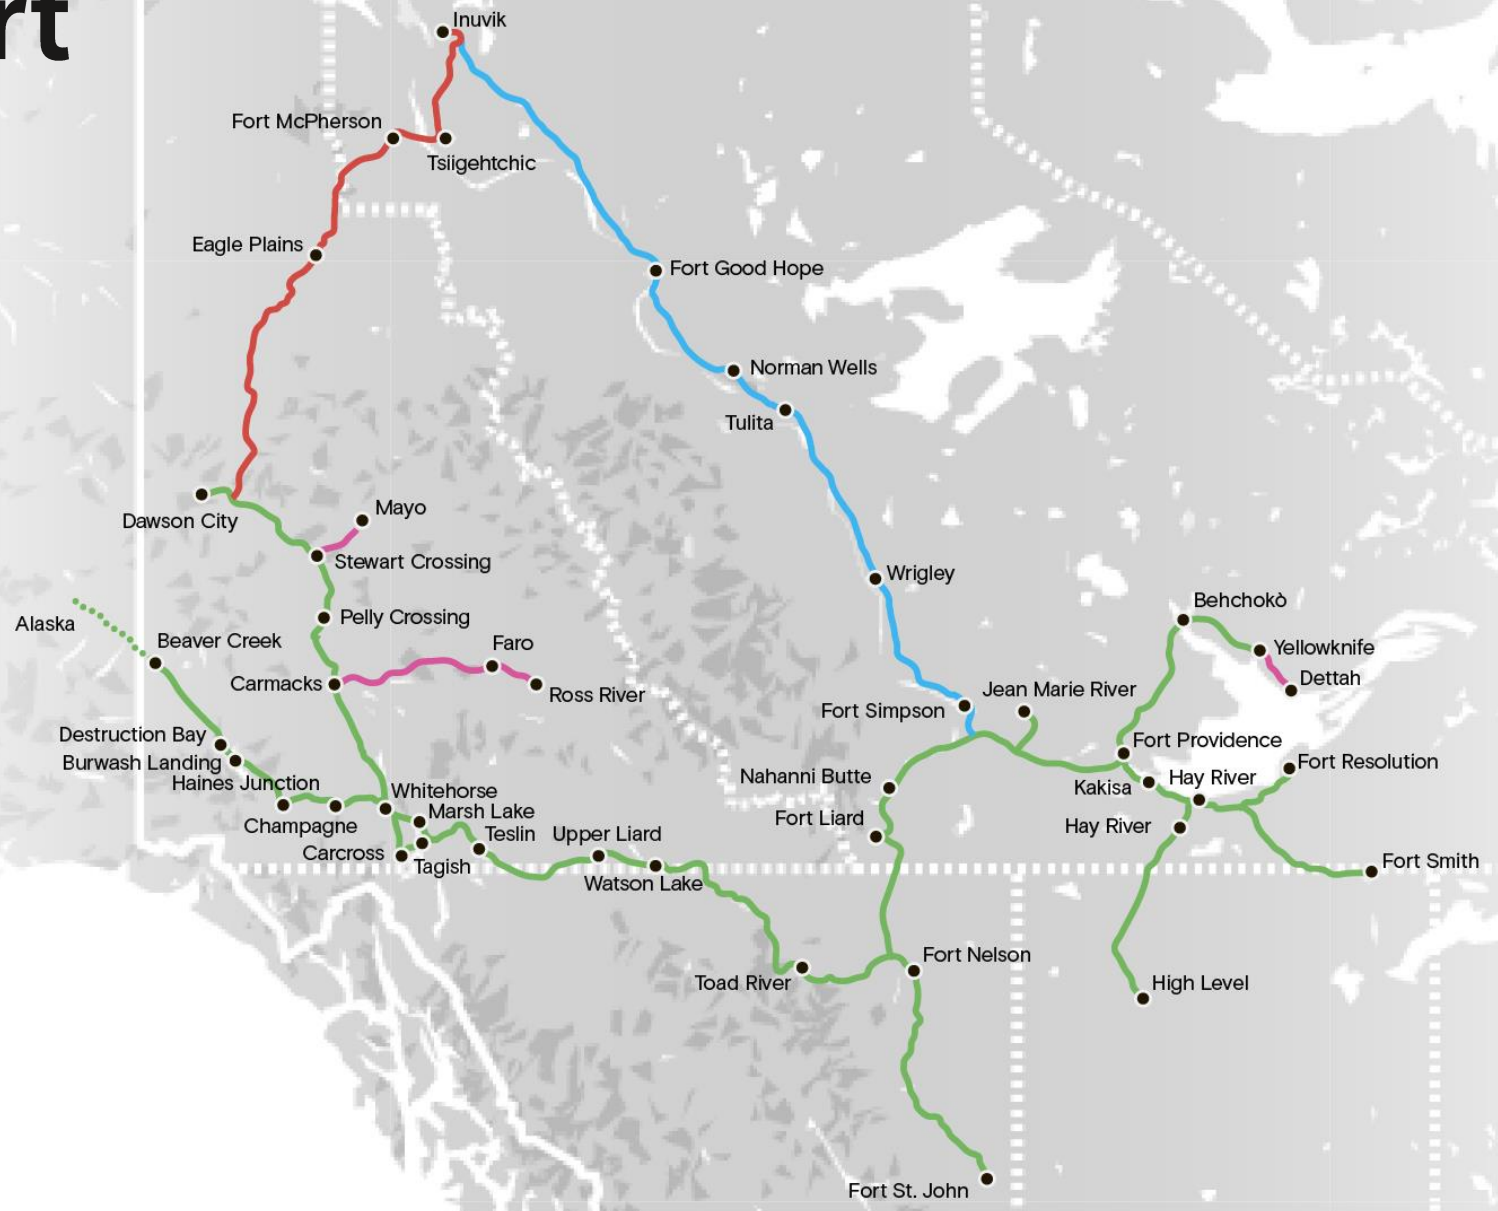 rt
Inuvik
Fort McPherson
Tsiigehtchic
Eagle Plains
Fort Good Hope
Norman Wells
Tulita
Dawson City
Mayo
Stewart Crossing
Wrigley
Behchokò
Pelly Crossing
Alaska
Beaver Creek
Faro
Yellowknife
Dettah
Carmacks
Ross River
Jean Marie River
Fort Simpson
Destruction Bay
Fort Providence
Burwash Landing
Fort Resolution
Haines Junction
Nahanni Butte
Kakisa
Hay River
Whitehorse
Marsh Lake
Champagne
Teslin
Upper Liard
Fort Liard
Hay River
Carcross
Tagish
Watson Lake
Fort Smith
Toad River
Fort Nelson
High Level
Fort St. John